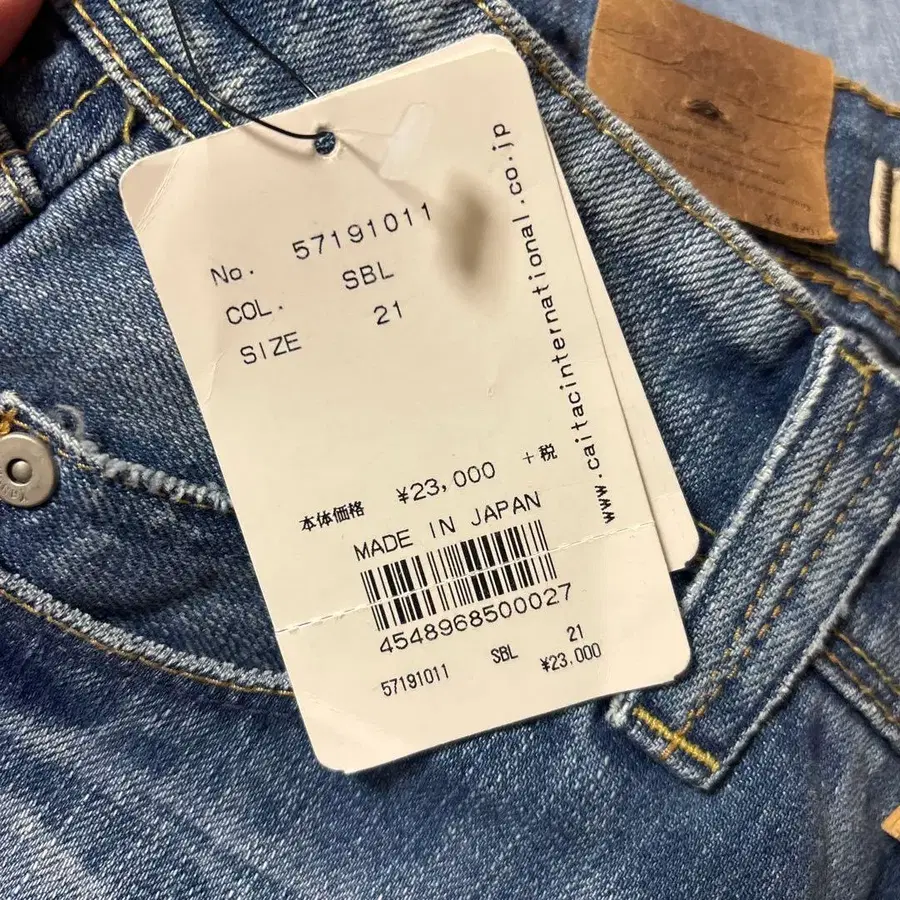 No. 57191011
COL. SBL
SIZE 21
本体価格 ¥23,000 +税
MADE IN JAPAN
4548968500027
57191011 SBL 21
¥23,000
www.caitacinternational.co.jp